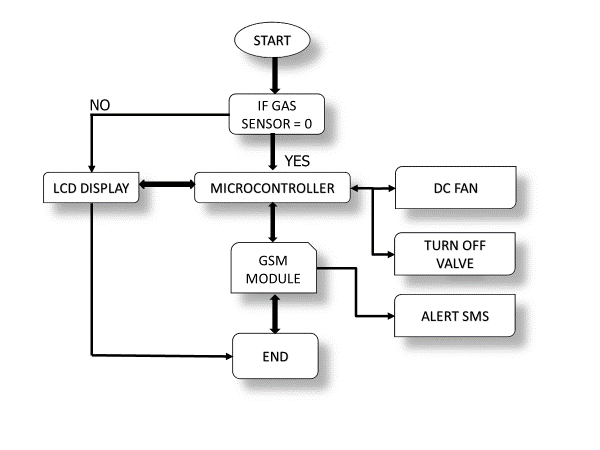 START
NO
IF GAS
SENSOR = 0
YES
LCD DISPLAY
MICROCONTROLLER
DC FAN
TURN OFF
VALVE
GSM
MODULE
ALERT SMS
END